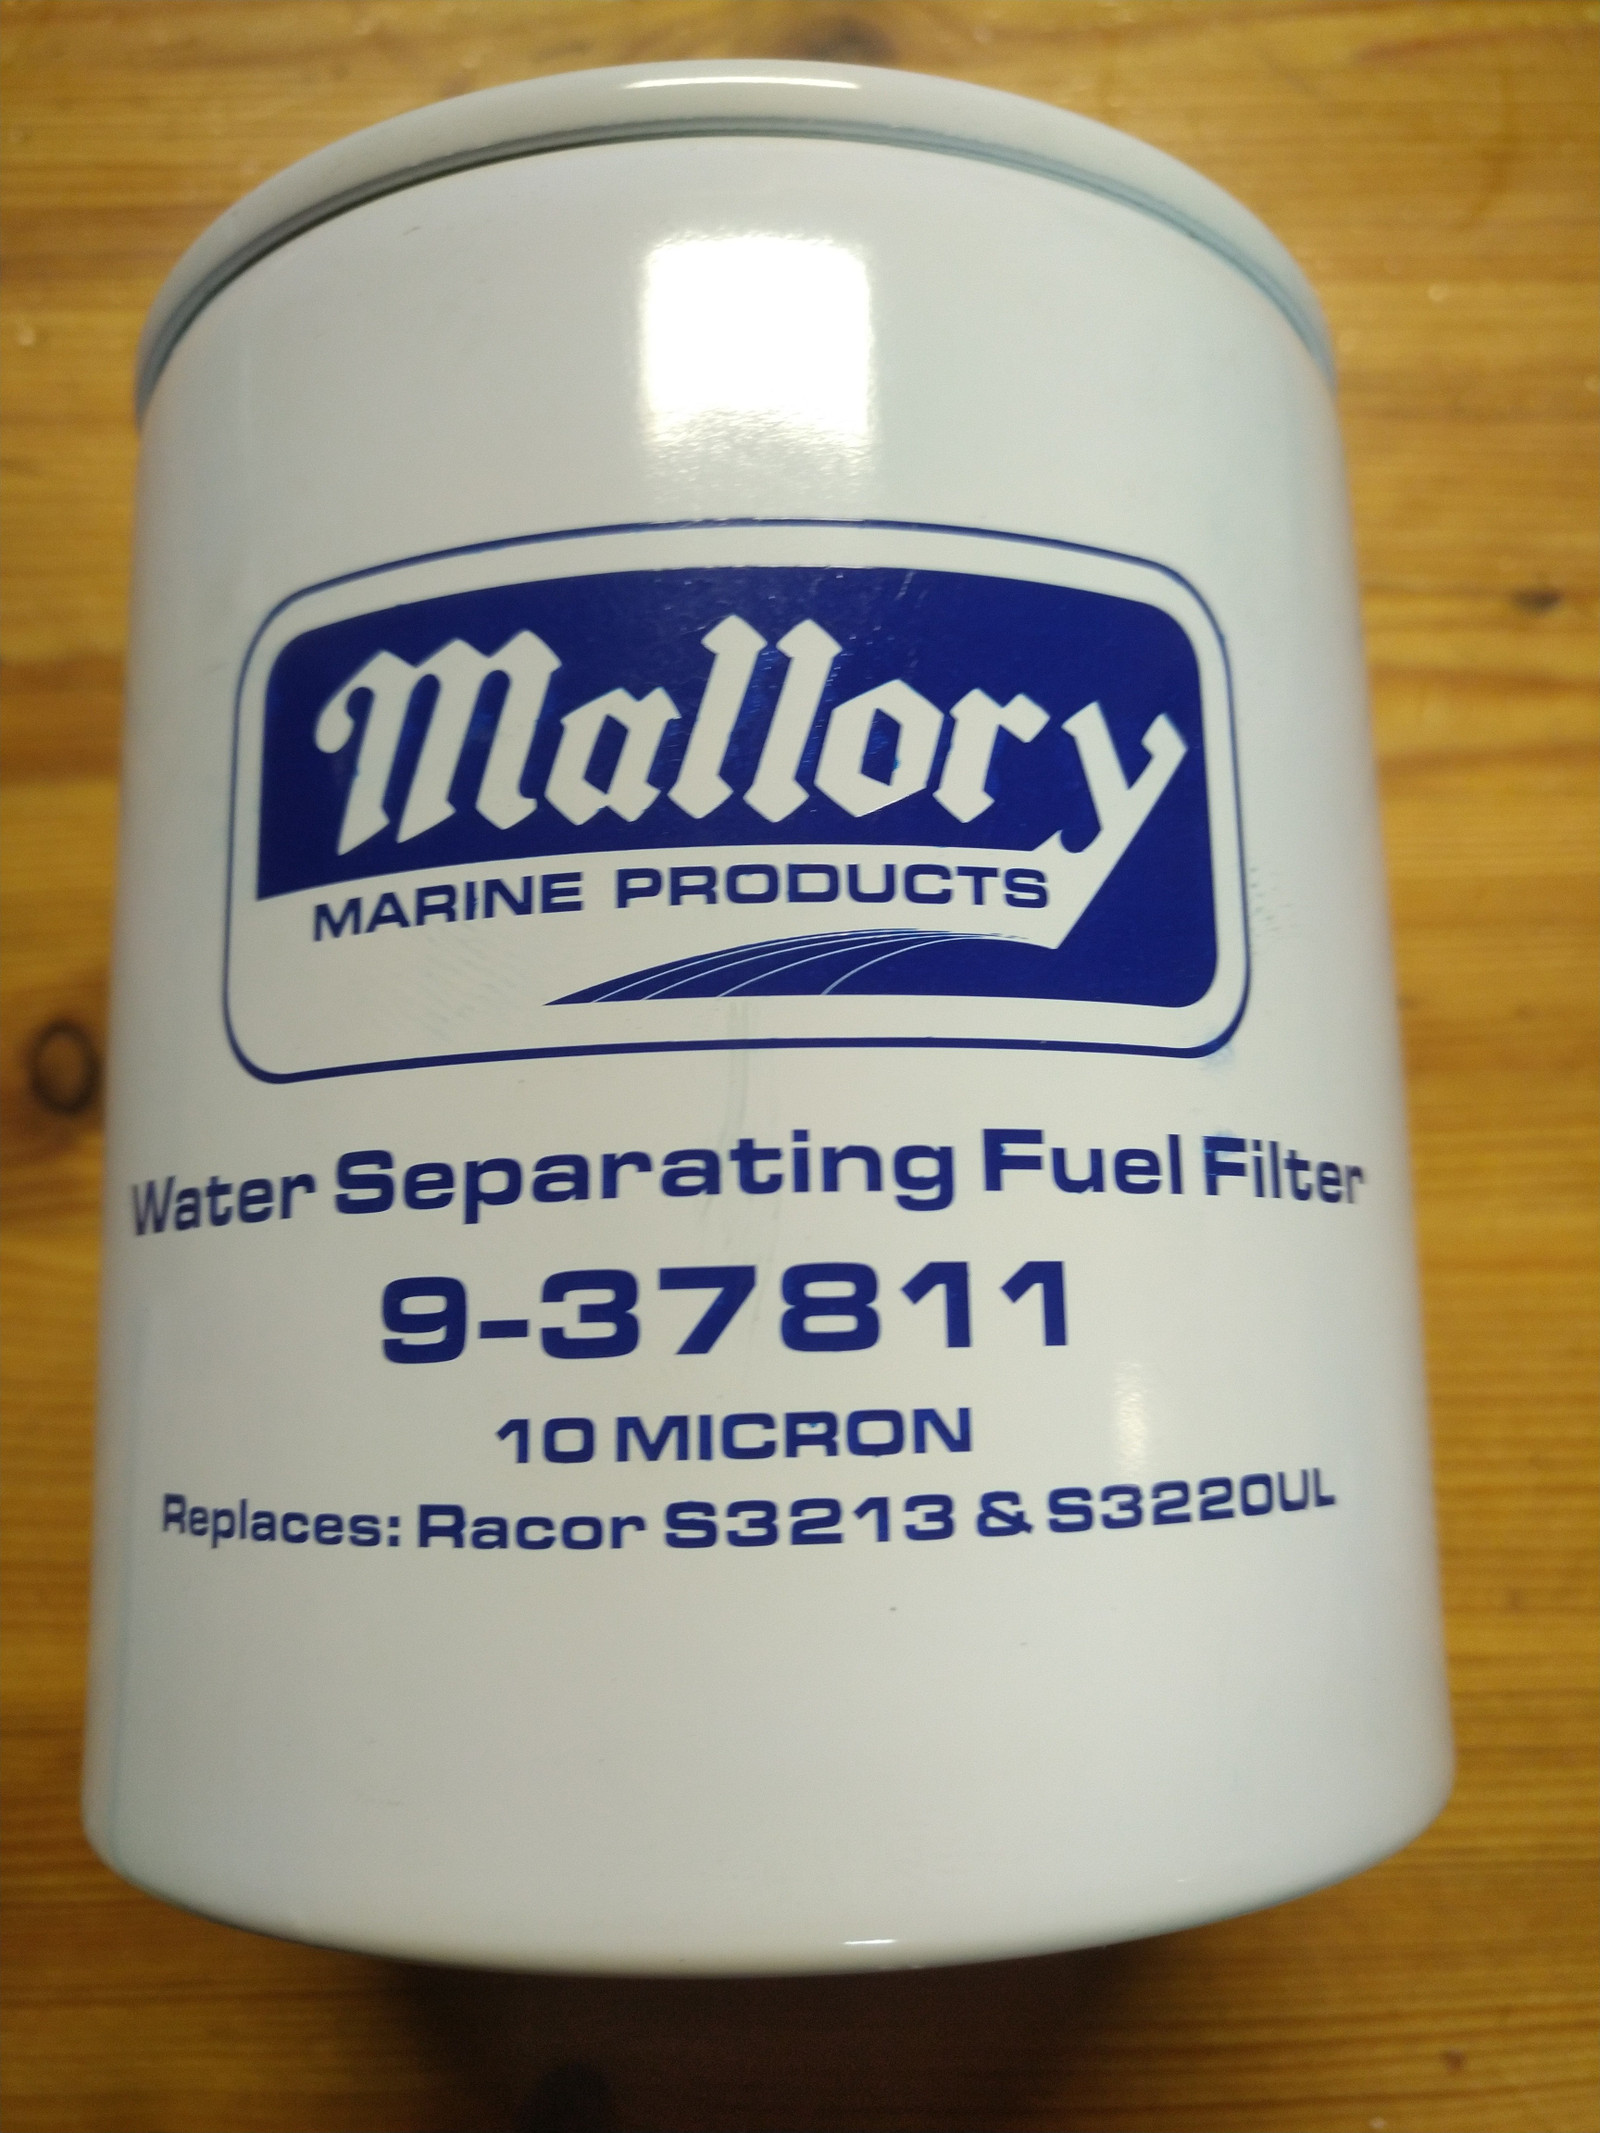 Mallory
MARINE PRODUCTS
Water Separating Fuel Filter
9-37811
10 MICRON
Replaces: Racor S3213 & S3220UL